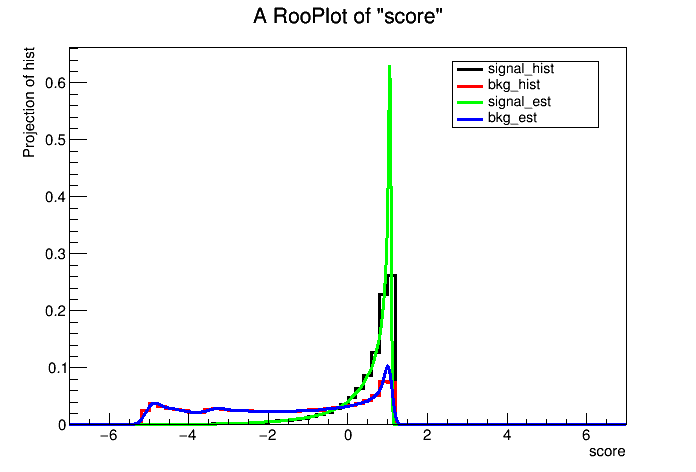 A RooPlot of "score"
Projection of hist
signal_hist
bkg_hist
signal_est
bkg_est
0.6
0.5
0.4
0.3
0.2
0.1
0
−6 −4 −2 0 2 4 6
score